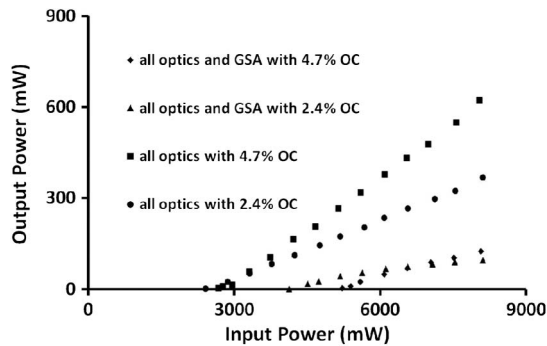 900
600
300
0
Output Power (mW)
all optics and GSA with 4.7% OC
all optics and GSA with 2.4% OC
all optics with 4.7% OC
all optics with 2.4% OC
0 3000 6000 9000
Input Power (mW)